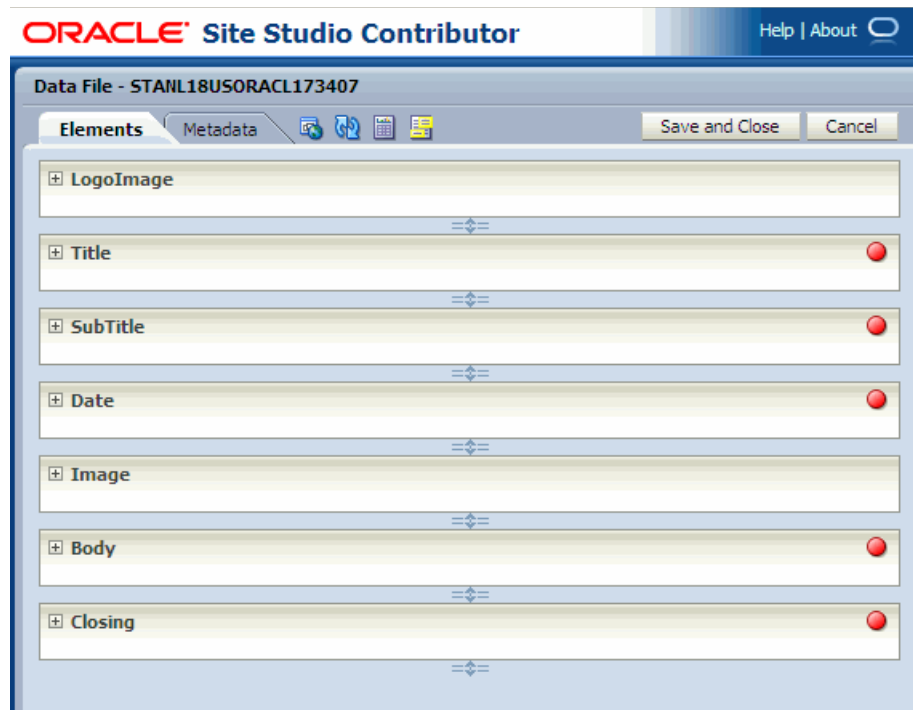 ORACLE Site Studio Contributor Help | About
Data File - STANL18USORACL173407
Elements Metadata Save and Close Cancel
LogoImage
Title
SubTitle
Date
Image
Body
Closing